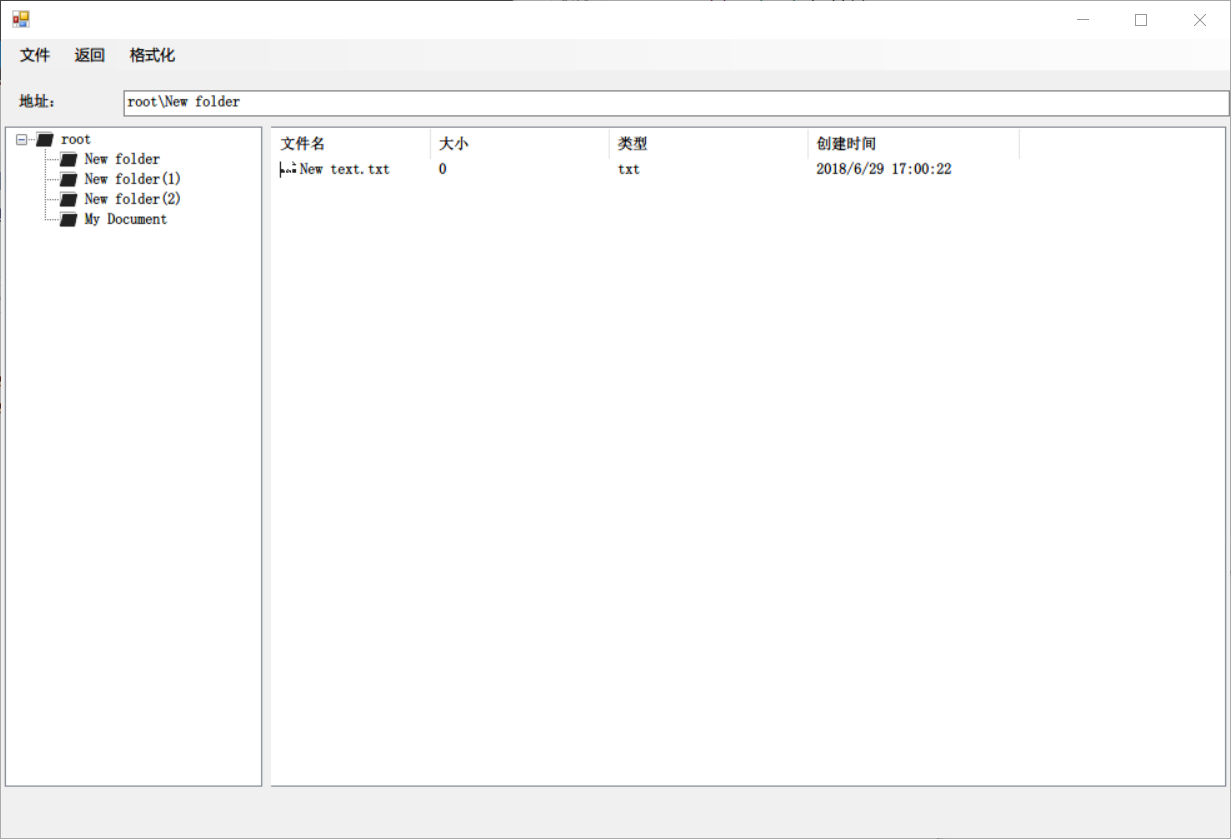 文件 返回 格式化
地址: root\New folder
root
New folder
New folder(1)
New folder(2)
My Document
文件名 大小 类型 创建时间
New text.txt 0 txt 2018/6/29 17:00:22